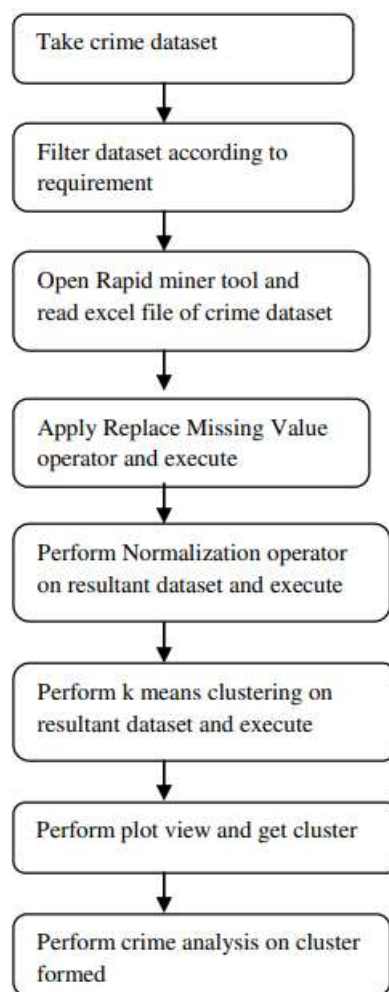 Take crime dataset
Filter dataset according to
requirement
Open Rapid miner tool and
read excel file of crime dataset
Apply Replace Missing Value
operator and execute
Perform Normalization operator
on resultant dataset and execute
Perform k means clustering on
resultant dataset and execute
Perform plot view and get cluster
Perform crime analysis on cluster
formed